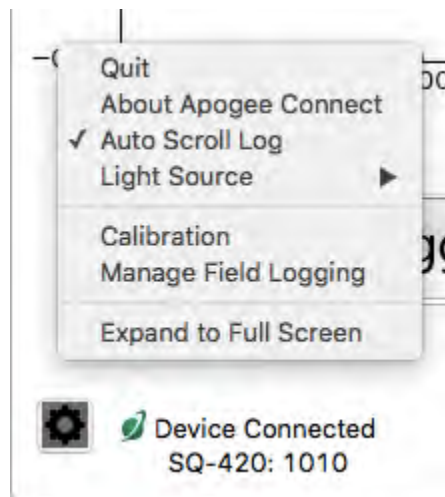 Quit
About Apogee Connect
✓ Auto Scroll Log
Light Source ▶
Calibration
Manage Field Logging
Expand to Full Screen
Device Connected
SQ-420: 1010